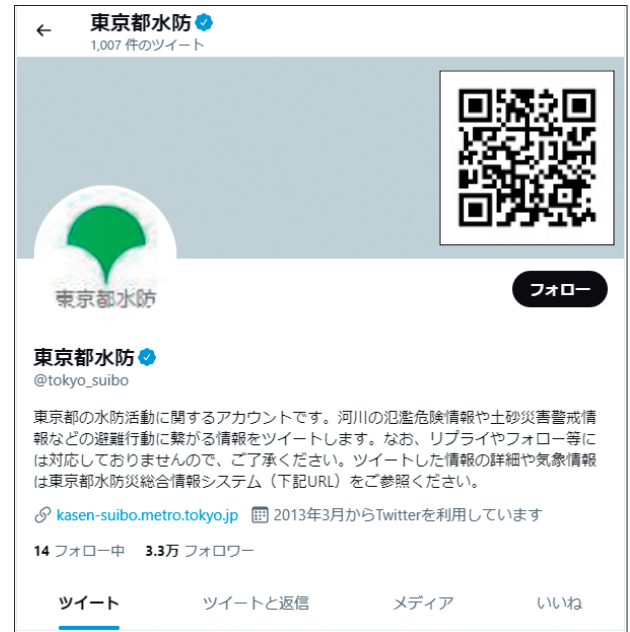 東京都水防
1,007 件のツイート
東京都水防
フォロー
東京都水防
@tokyo_suibo
東京都の水防活動に関するアカウントです。河川の氾濫危険情報や土砂災害警戒情
報などの避難行動に繋がる情報をツイートします。なお、リプライやフォロー等に
は対応しておりませんので、ご了承ください。ツイートした情報の詳細や気象情報
は東京都水防災総合情報システム（下記URL）をご参照ください。
kasen-suibo.metro.tokyo.jp 2013年3月からTwitterを利用しています
14 フォロー中 3.3万 フォロワー
ツイート ツイートと返信 メディア いいね